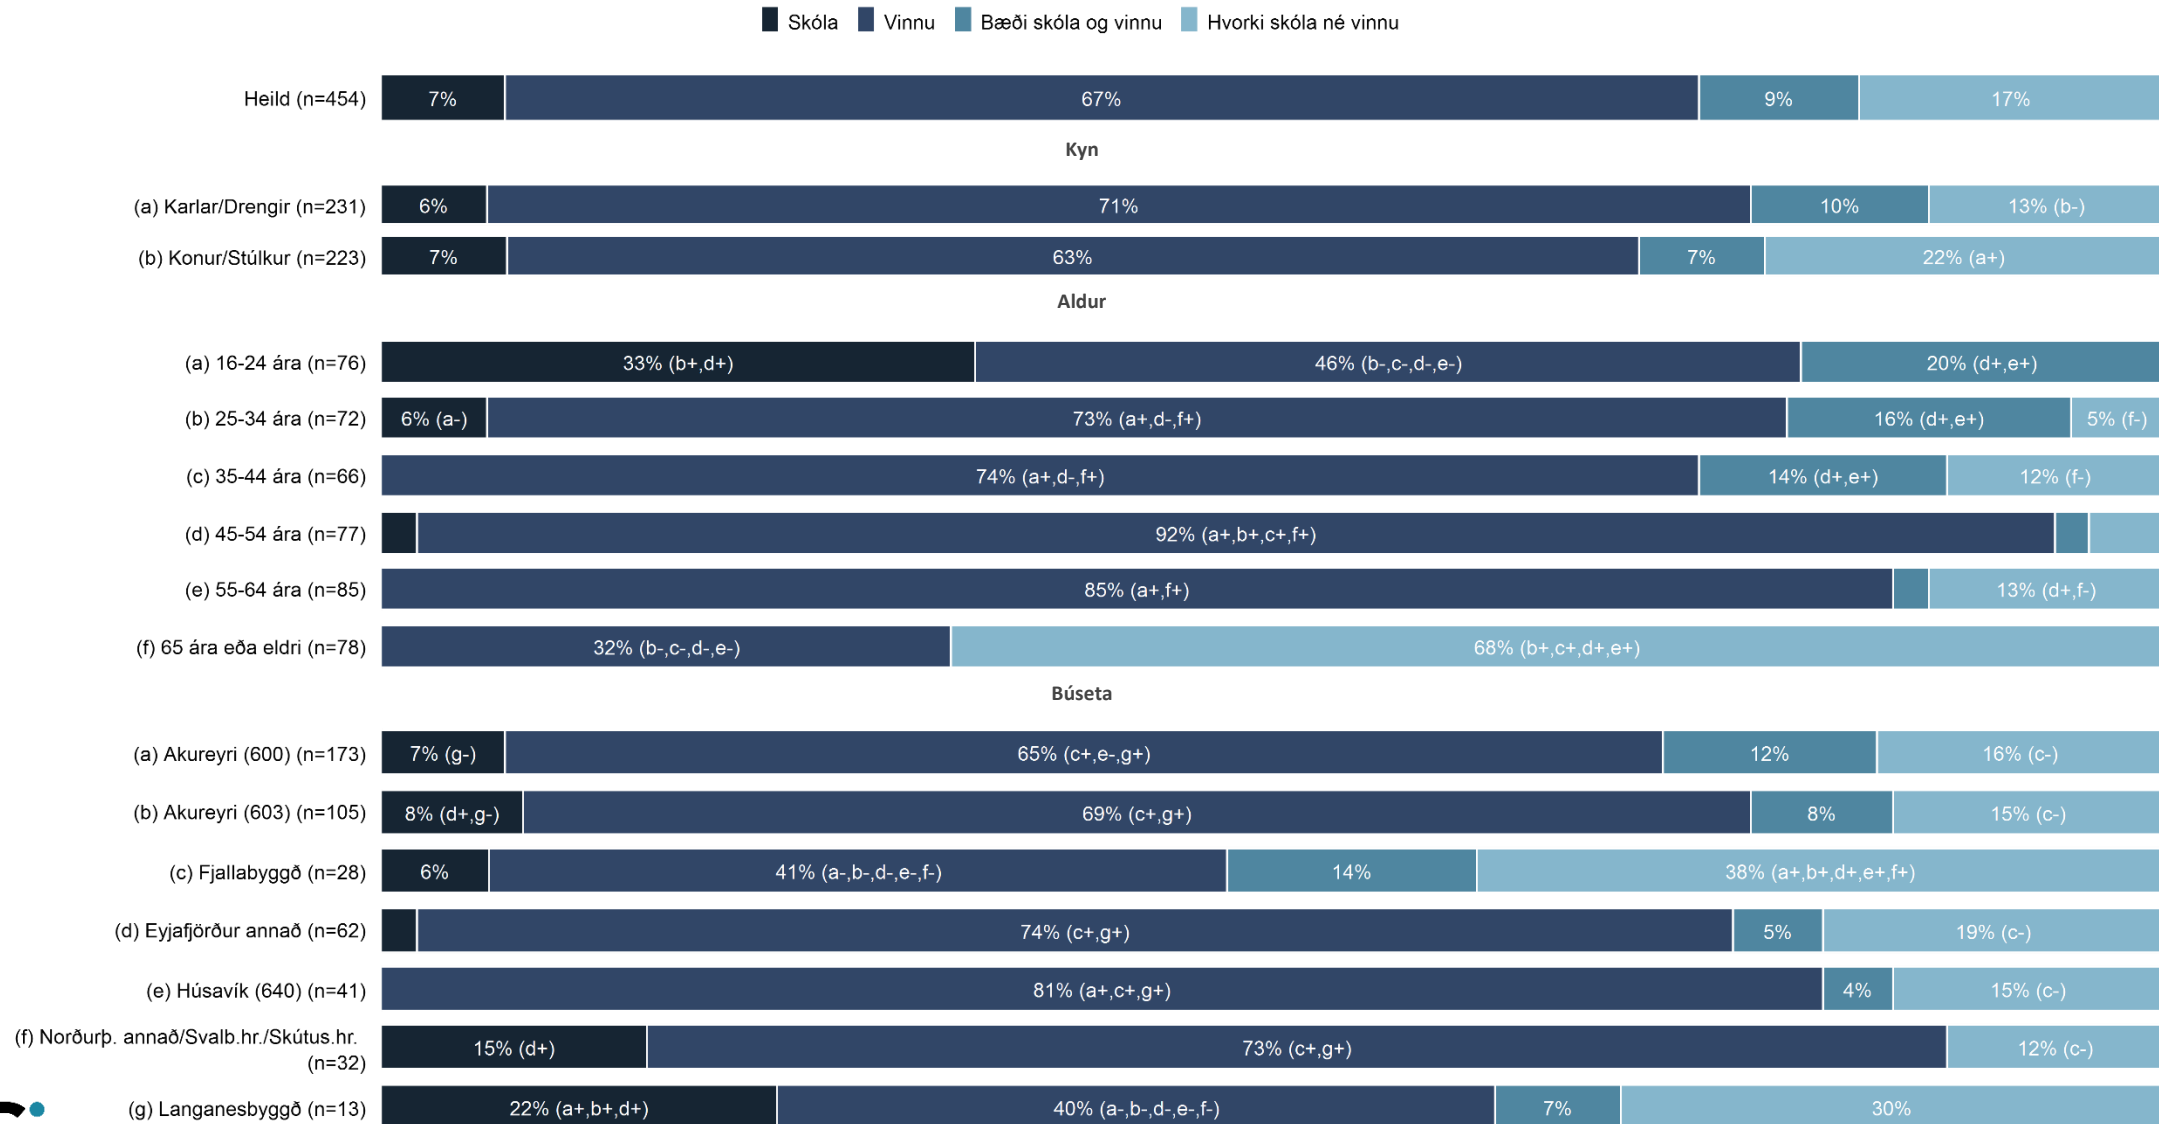 Skóla Vinnu Bæði skóla og vinnu Hvorki skóla né vinnu
Heild (n=454) 7% 67% 9% 17%
Kyn
(a) Karlar/Drengir (n=231) 6% 71% 10% 13% (b-)
(b) Konur/Stúlkur (n=223) 7% 63% 7% 22% (a+)
Aldur
(a) 16-24 ára (n=76) 33% (b+,d+) 46% (b-,c-,d-,e-) 20% (d+,e+)
(b) 25-34 ára (n=72) 6% (a-) 73% (a+,d-,f+) 16% (d+,e+) 5% (f-)
(c) 35-44 ára (n=66) 74% (a+,d-,f+) 14% (d+,e+) 12% (f-)
(d) 45-54 ára (n=77) 92% (a+,b+,c+,f+)
(e) 55-64 ára (n=85) 85% (a+,f+) 13% (d+,f-)
(f) 65 ára eða eldri (n=78) 32% (b-,c-,d-,e-) 68% (b+,c+,d+,e+)
Búseta
(a) Akureyri (600) (n=173) 7% (g-) 65% (c+,e-,g+) 12% 16% (c-)
(b) Akureyri (603) (n=105) 8% (d+,g-) 69% (c+,g+) 8% 15% (c-)
(c) Fjallabyggð (n=28) 6% 41% (a-,b-,d-,e-,f-) 14% 38% (a+,b+,d+,e+,f+)
(d) Eyjafjörður annað (n=62) 74% (c+,g+) 5% 19% (c-)
(e) Húsavík (640) (n=41) 81% (a+,c+,g+) 4% 15% (c-)
(f) Norðurþ. annað/Svalb.hr./Skútus.hr.
(n=32) 15% (d+) 73% (c+,g+) 12% (c-)
(g) Langanesbyggð (n=13) 22% (a+,b+,d+) 40% (a-,b-,d-,e-,f-) 7% 30%